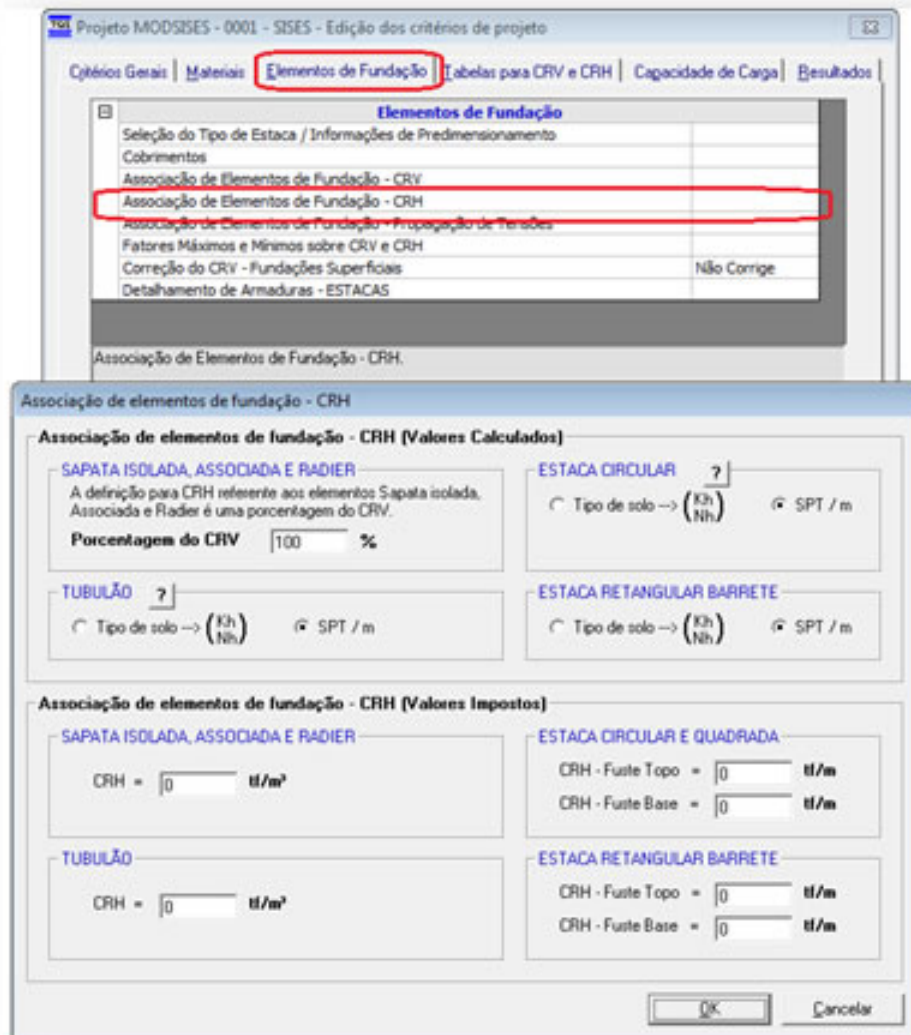 TQS Projeto MODSISES - 0001 - SISES - Edição dos critérios de projeto
Critérios Gerais | Materiais | Elementos de Fundação | Tabelas para CRV e CRH | Capacidade de Carga | Resultados
Elementos de Fundação
Seleção do Tipo de Estaca / Informações de Predimensionamento
Cobrimentos
Associação de Elementos de Fundação - CRV
Associação de Elementos de Fundação - CRH
Associação de Elementos de Fundação - Propagação de Tensões
Fatores Máximos e Mínimos sobre CRV e CRH
Correção do CRV - Fundações Superficiais Não Corrige
Detalhamento de Armaduras - ESTACAS
Associação de Elementos de Fundação - CRH.
Associação de elementos de fundação - CRH
Associação de elementos de fundação - CRH (Valores Calculados)
SAPATA ISOLADA, ASSOCIADA E RADIER
A definição para CRH referente aos elementos Sapata isolada,
Associada e Radier é uma porcentagem do CRV.
Porcentagem do CRV 100 %
ESTACA CIRCULAR ?
Tipo de solo --> (Kh Nh) SPT / m
TUBULÃO ?
Tipo de solo --> (Kh Nh) SPT / m
ESTACA RETANGULAR BARRETE
Tipo de solo --> (Kh Nh) SPT / m
Associação de elementos de fundação - CRH (Valores Impostos)
SAPATA ISOLADA, ASSOCIADA E RADIER
CRH = 0 tf/m³
ESTACA CIRCULAR E QUADRADA
CRH - Fuste Topo = 0 tf/m
CRH - Fuste Base = 0 tf/m
TUBULÃO
CRH = 0 tf/m³
ESTACA RETANGULAR BARRETE
CRH - Fuste Topo = 0 tf/m
CRH - Fuste Base = 0 tf/m
OK Cancelar